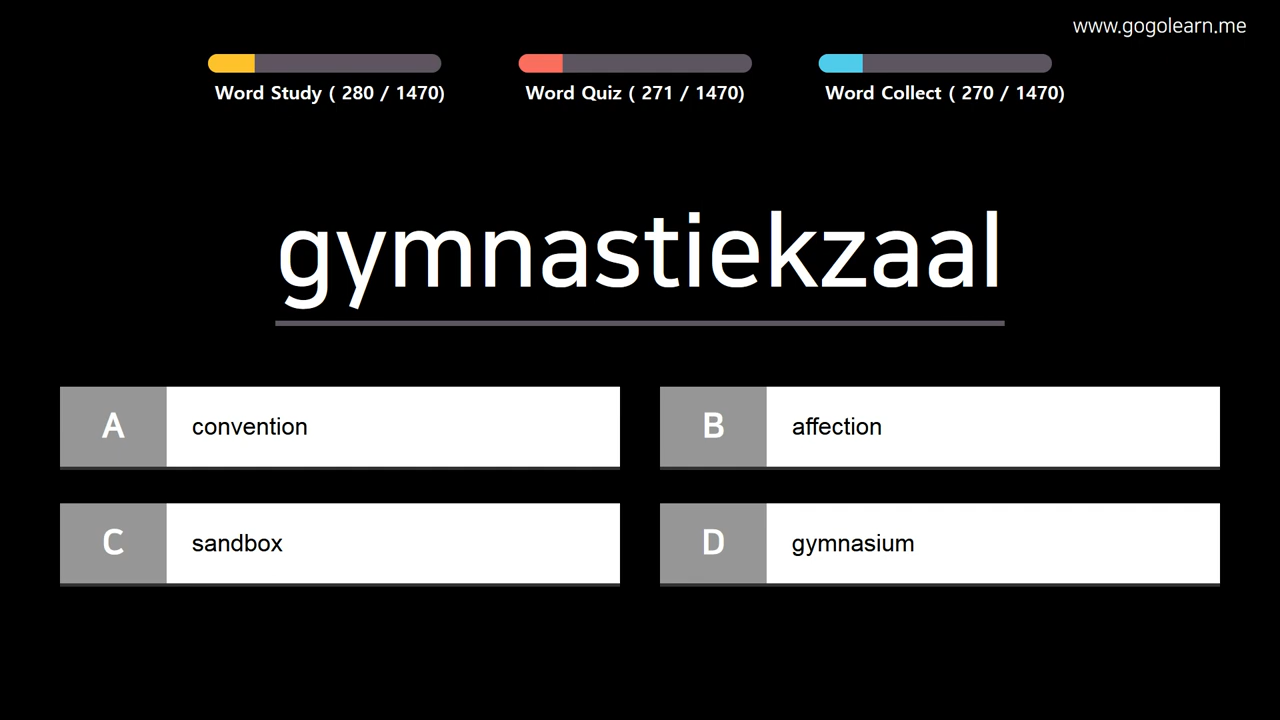 www.gogolearn.me
Word Study ( 280 / 1470)
Word Quiz ( 271 / 1470)
Word Collect ( 270 / 1470)
gymnastiekzaal
A convention
B affection
C sandbox
D gymnasium